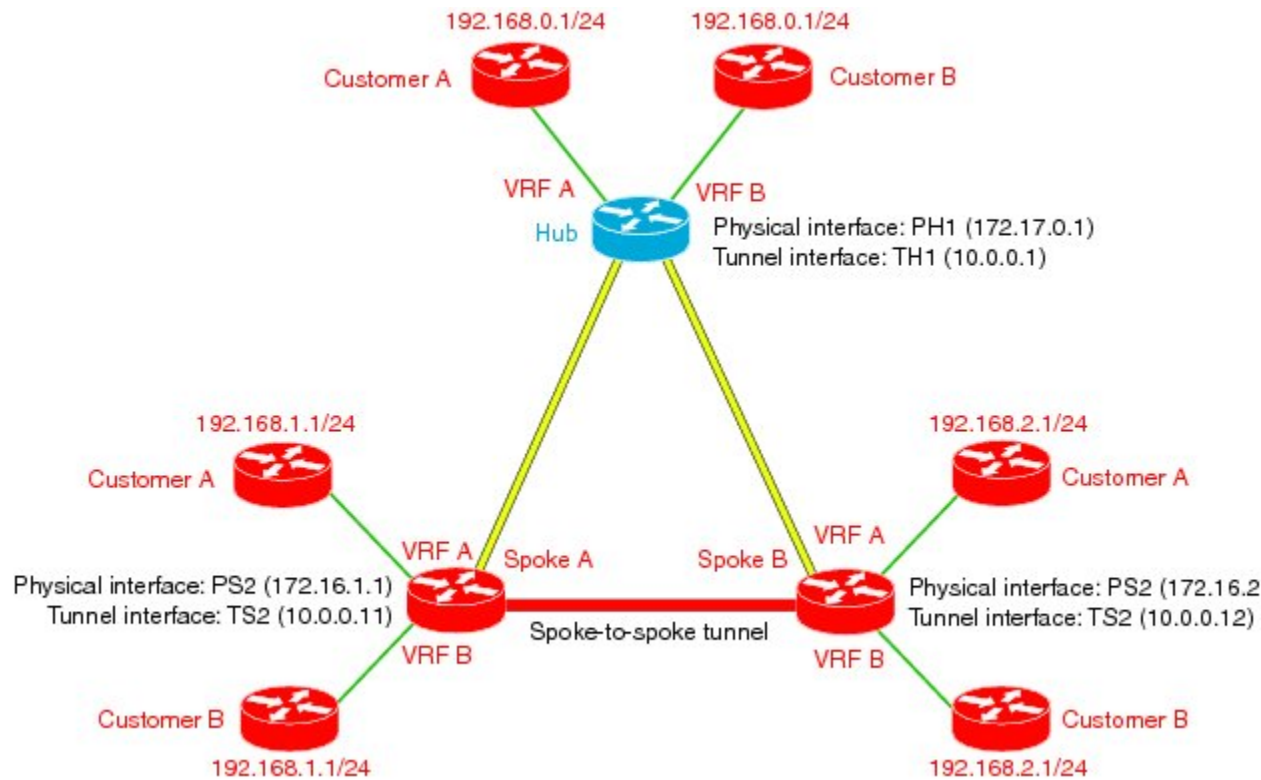 192.168.0.1/24
192.168.0.1/24
Customer A
Customer B
VRF A
VRF B
Hub
Physical interface: PH1 (172.17.0.1)
Tunnel interface: TH1 (10.0.0.1)
192.168.1.1/24
192.168.2.1/24
Customer A
Customer A
VRF A
Spoke A
Spoke B
VRF A
Physical interface: PS2 (172.16.1.1)
Tunnel interface: TS2 (10.0.0.11)
Physical interface: PS2 (172.16.2
Tunnel interface: TS2 (10.0.0.12)
Spoke-to-spoke tunnel
VRF B
VRF B
Customer B
Customer B
192.168.1.1/24
192.168.2.1/24